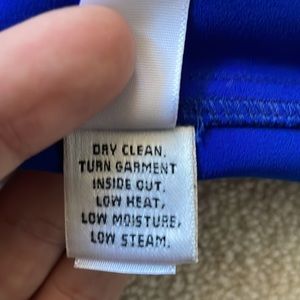 DRY CLEAN.
TURN GARMENT
INSIDE OUT.
LOW HEAT,
LOW MOISTURE,
LOW STEAM.